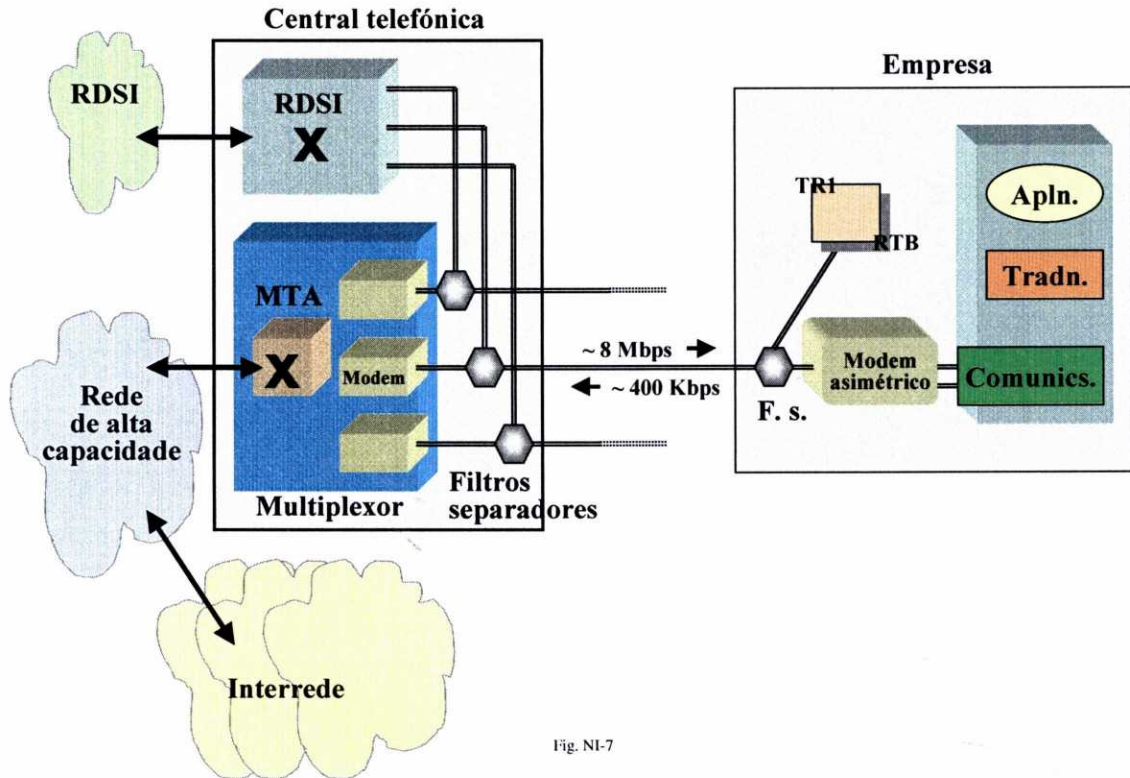 Central telefónica
RDSI
RDSI
X
MTA
X
Modem
Multiplexor
Filtros
separadores
Rede
de alta
capacidade
Interrede
~ 8 Mbps
~ 400 Kbps
Empresa
TR1
RTB
F. s.
Modem
asimétrico
Apln.
Tradn.
Comunics.
Fig. NI-7